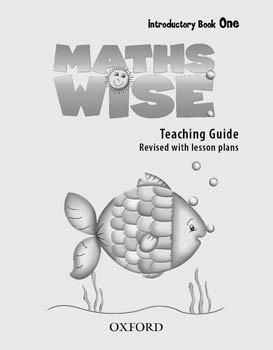 introductory Book One
MATHS
WISE
Teaching Guide
Revised with lesson plans
OXFORD